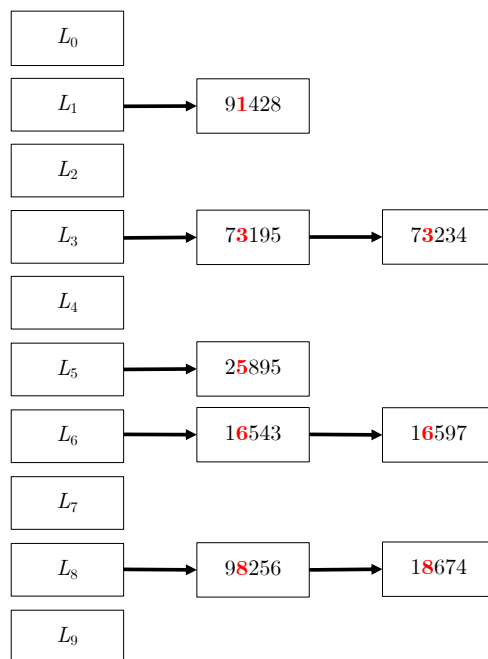 L₀
L₁ 91428
L₂
L₃ 73195 73234
L₄
L₅ 25895
L₆ 16543 16597
L₇
L₈ 98256 18674
L₉